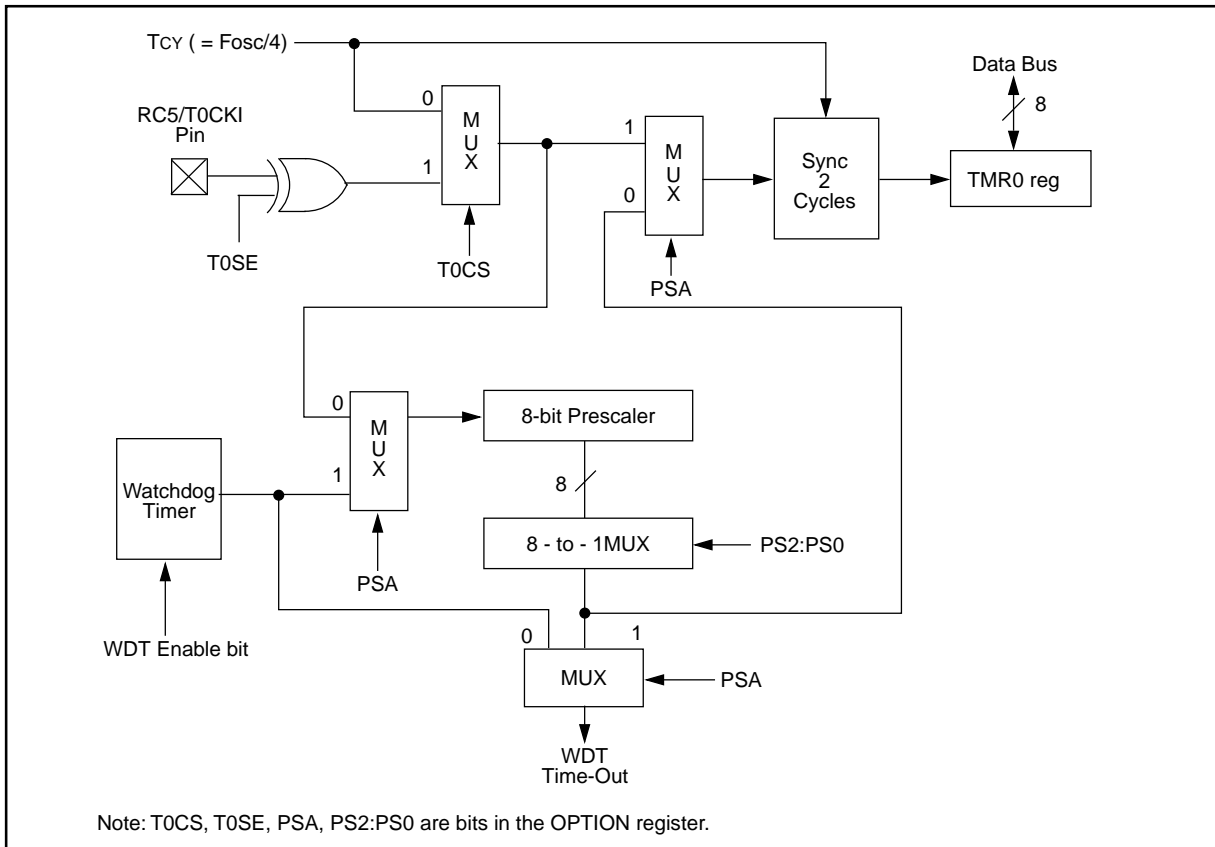 TCY ( = Fosc/4)
Data Bus
8
RC5/T0CKI
Pin
0
1
M
U
X
T0SE
T0CS
1
0
M
U
X
PSA
Sync
2
Cycles
TMR0 reg
0
1
M
U
X
PSA
8-bit Prescaler
8
Watchdog
Timer
8 - to - 1MUX
PS2:PS0
WDT Enable bit
0
1
MUX
PSA
WDT
Time-Out
Note: T0CS, T0SE, PSA, PS2:PS0 are bits in the OPTION register.